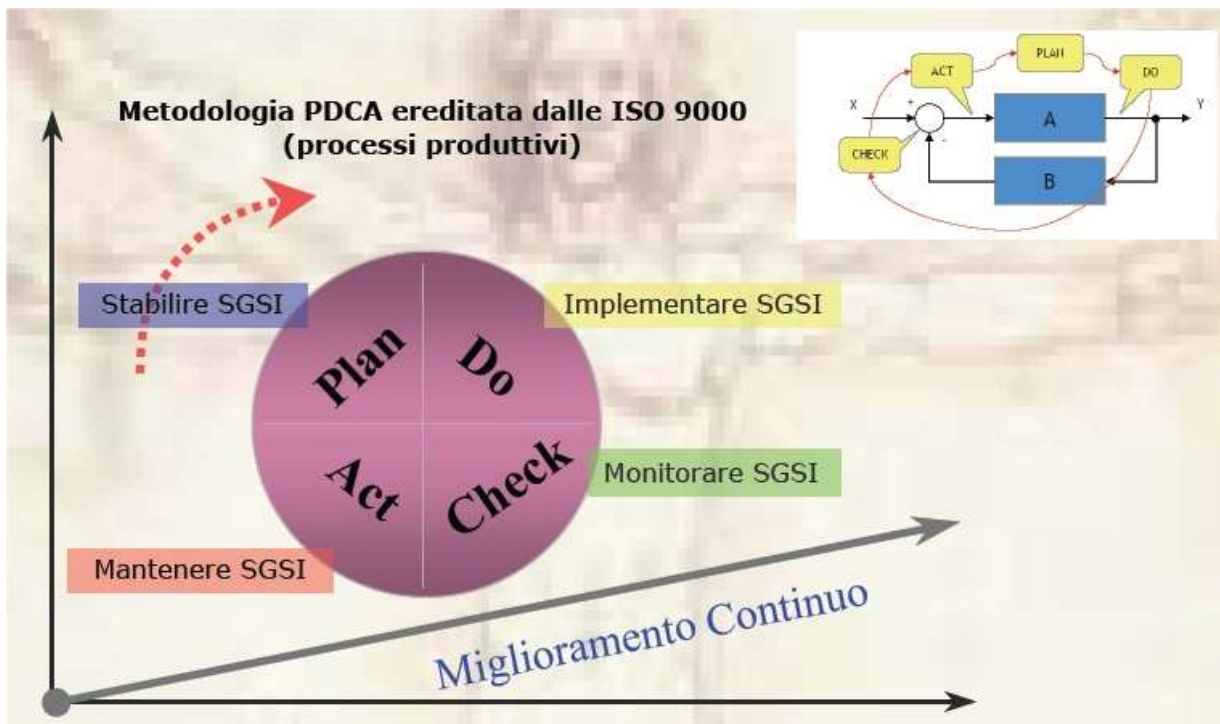 Metodologia PDCA ereditata dalle ISO 9000
(processi produttivi)
PLAN
ACT
DO
X
+
A
Y
CHECK
-
B
Stabilire SGSI
Implementare SGSI
Plan
Do
Act
Check
Monitorare SGSI
Mantenere SGSI
Miglioramento Continuo